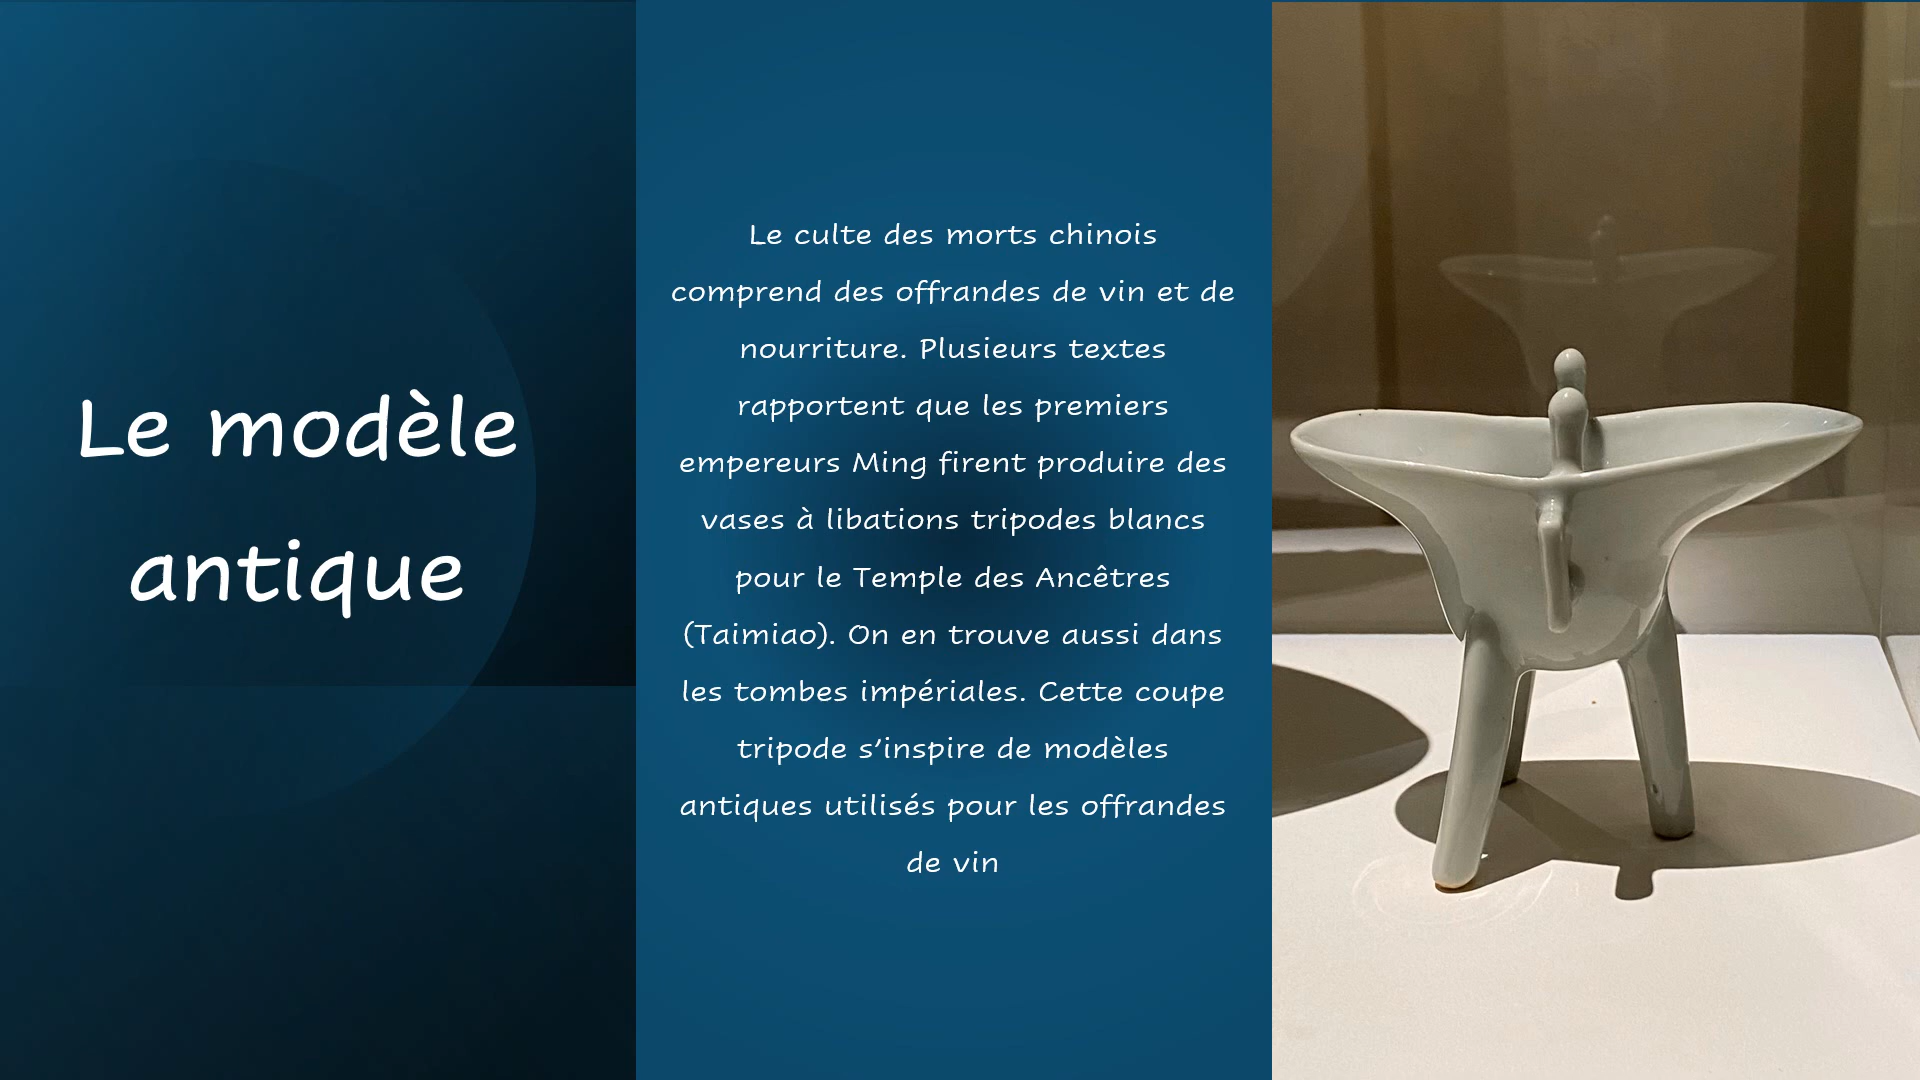 Le modèle
antique
Le culte des morts chinois
comprend des offrandes de vin et de
nourriture. Plusieurs textes
rapportent que les premiers
empereurs Ming firent produire des
vases à libations tripodes blancs
pour le Temple des Ancêtres
(Taimiao). On en trouve aussi dans
les tombes impériales. Cette coupe
tripode s’inspire de modèles
antiques utilisés pour les offrandes
de vin